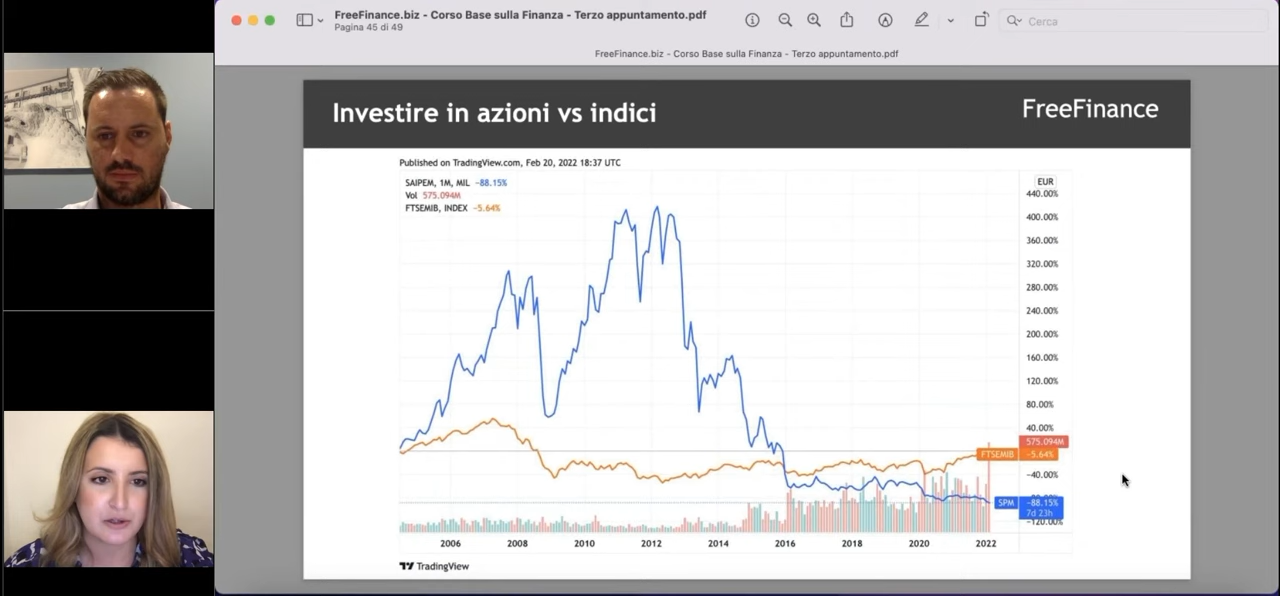 FreeFinance.biz - Corso Base sulla Finanza - Terzo appuntamento.pdf
Pagina 45 di 49
Cerca
FreeFinance.biz - Corso Base sulla Finanza - Terzo appuntamento.pdf
Investire in azioni vs indici
FreeFinance
Published on TradingView.com, Feb 20, 2022 18:37 UTC
SAIPEM, 1M, MIL -88.15%
Vol 575.094M
FTSEMIB, INDEX -5.64%
EUR
440.00%
400.00%
360.00%
320.00%
280.00%
240.00%
200.00%
160.00%
120.00%
80.00%
40.00%
575.094M
FTSEMIB -5.64%
-40.00%
SPM -88.15%
7d 23h
-120.00%
2006 2008 2010 2012 2014 2016 2018 2020 2022
TradingView